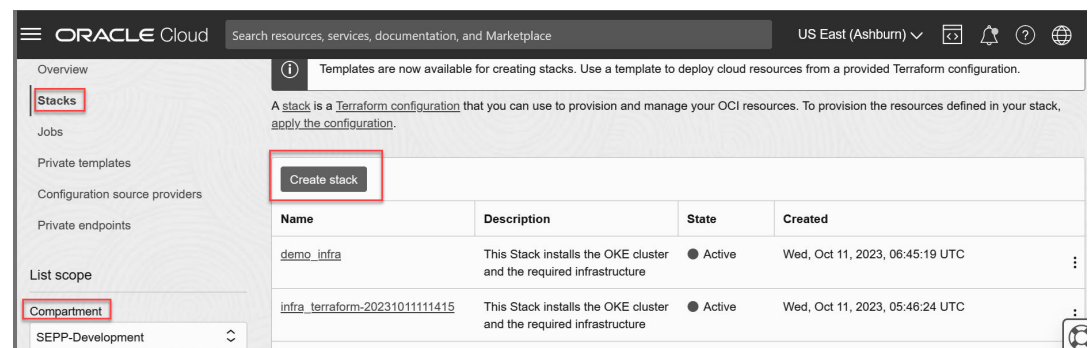 ORACLE Cloud
Search resources, services, documentation, and Marketplace
US East (Ashburn)
Overview
Stacks
Jobs
Private templates
Configuration source providers
Private endpoints
List scope
Compartment
SEPP-Development
Templates are now available for creating stacks. Use a template to deploy cloud resources from a provided Terraform configuration.
A stack is a Terraform configuration that you can use to provision and manage your OCI resources. To provision the resources defined in your stack,
apply the configuration.
Create stack
Name Description State Created
demo_infra This Stack installs the OKE cluster Active Wed, Oct 11, 2023, 06:45:19 UTC
and the required infrastructure
infra_terraform-20231011111415 This Stack installs the OKE cluster Active Wed, Oct 11, 2023, 05:46:24 UTC
and the required infrastructure